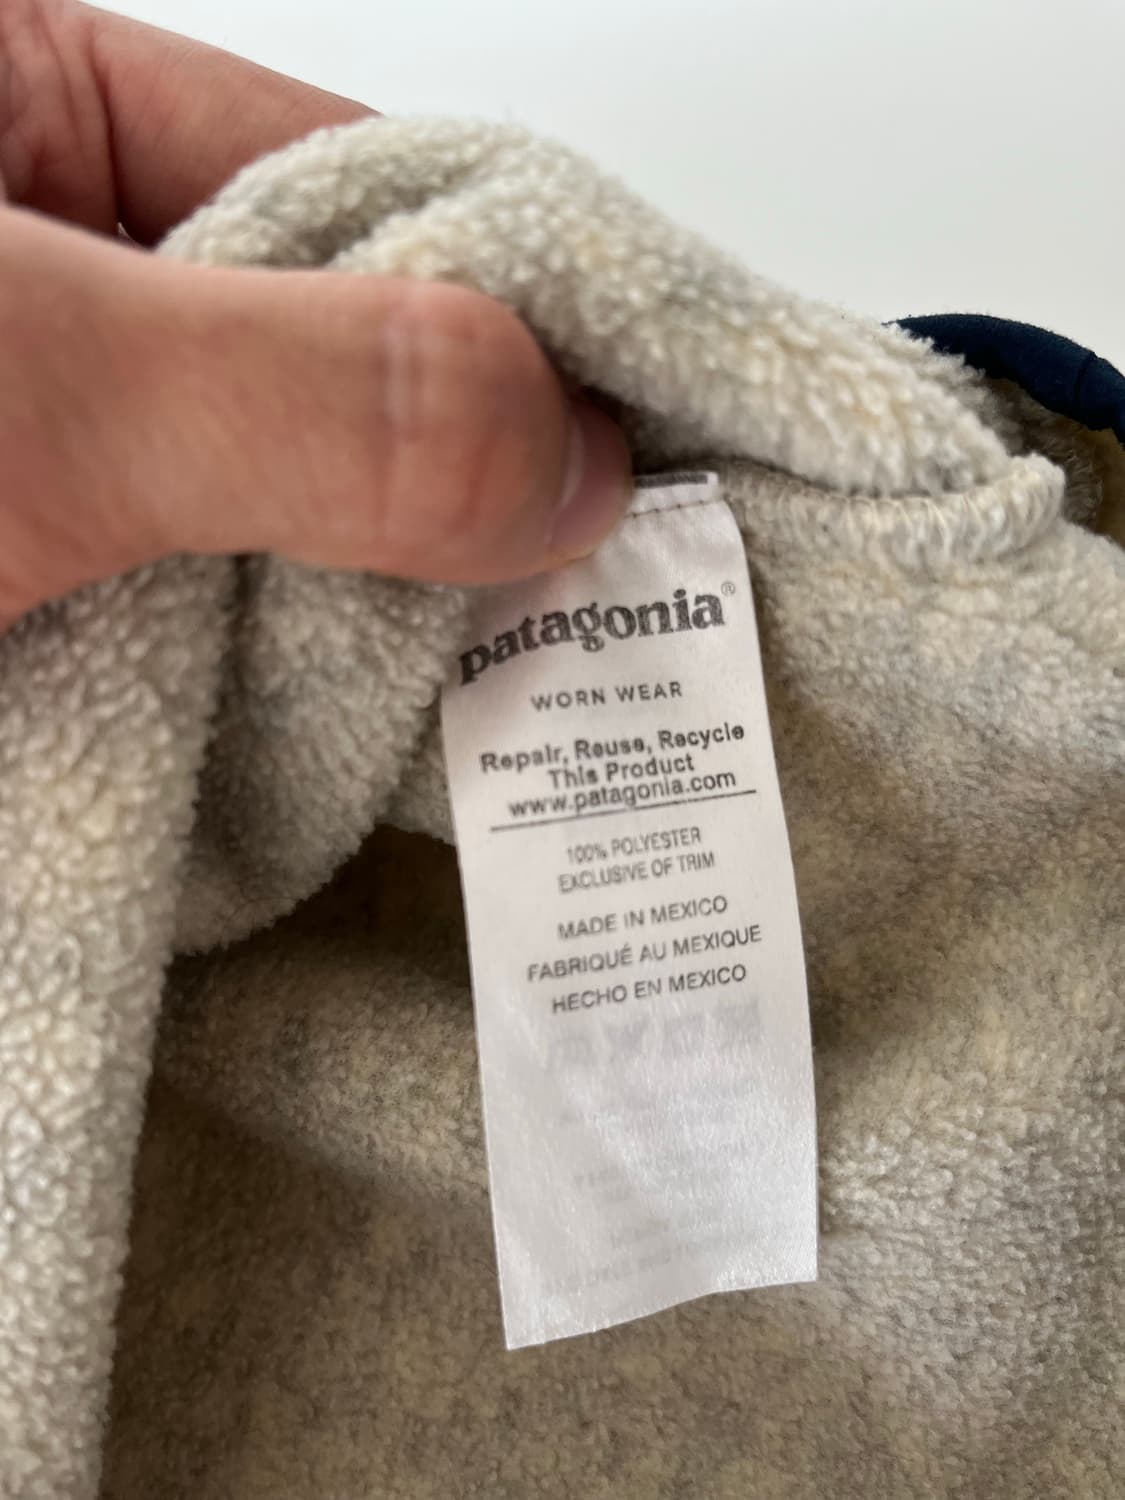 patagonia®
WORN WEAR
Repair, Reuse, Recycle
This Product
www.patagonia.com
100% POLYESTER
EXCLUSIVE OF TRIM
MADE IN MEXICO
FABRIQUÉ AU MEXIQUE
HECHO EN MEXICO